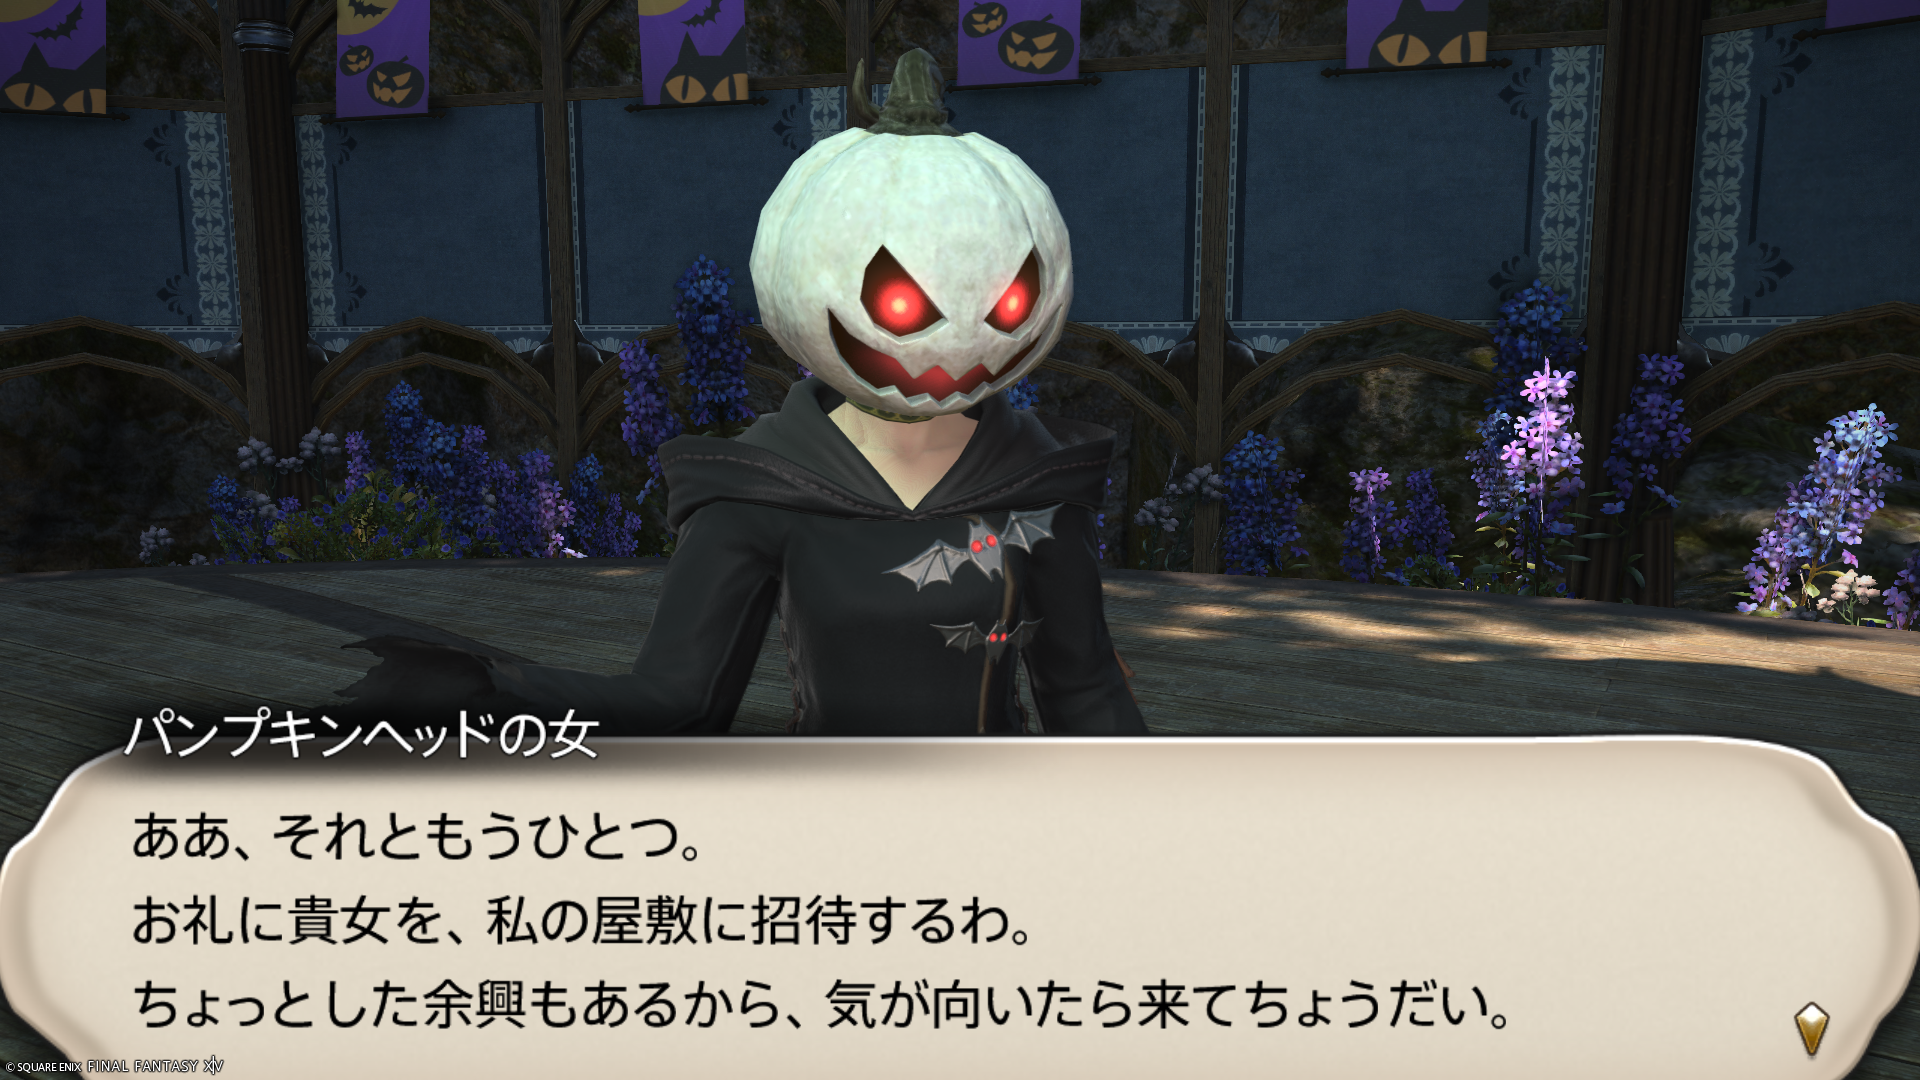 パンプキンヘッドの女
ああ、それともうひとつ。
お礼に貴女を、私の屋敷に招待するわ。
ちょっとした余興もあるから、気が向いたら来てちょうだい。
© SQUARE ENIX FINAL FANTASY XIV